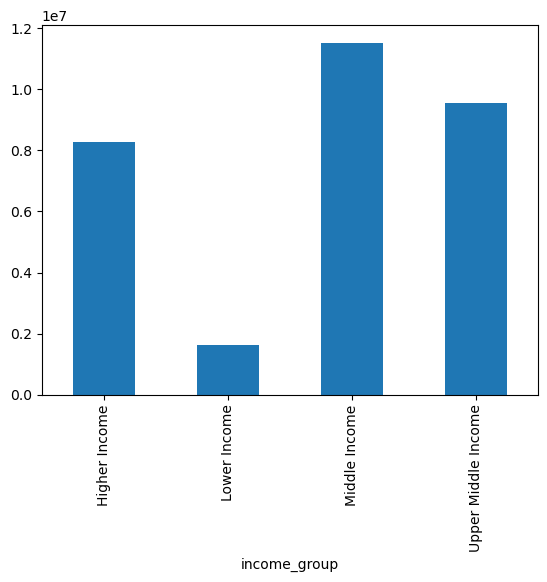 1e7
1.2
1.0
0.8
0.6
0.4
0.2
0.0
Higher Income
Lower Income
Middle Income
Upper Middle Income
income_group